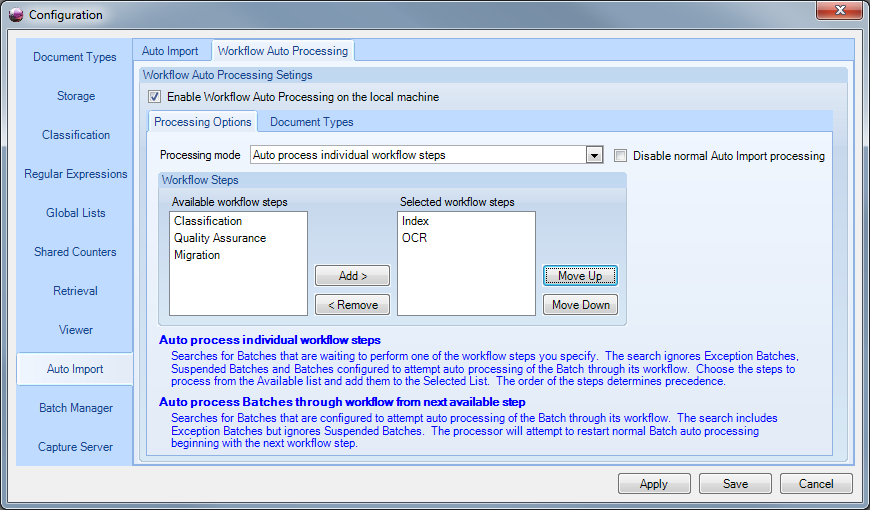 Configuration
Document Types
Storage
Classification
Regular Expressions
Global Lists
Shared Counters
Retrieval
Viewer
Auto Import
Batch Manager
Capture Server
Auto Import Workflow Auto Processing
Workflow Auto Processing Setings
Enable Workflow Auto Processing on the local machine
Processing Options Document Types
Processing mode Auto process individual workflow steps Disable normal Auto Import processing
Workflow Steps
Available workflow steps
Classification
Quality Assurance
Migration
Add >
< Remove
Selected workflow steps
Index
OCR
Move Up
Move Down
Auto process individual workflow steps
Searches for Batches that are waiting to perform one of the workflow steps you specify. The search ignores Exception Batches,
Suspended Batches and Batches configured to attempt auto processing of the Batch through its workflow. Choose the steps to
process from the Available list and add them to the Selected List. The order of the steps determines precedence.
Auto process Batches through workflow from next available step
Searches for Batches that are configured to attempt auto processing of the Batch through its workflow. The search includes
Exception Batches but ignores Suspended Batches. The processor will attempt to restart normal Batch auto processing
beginning with the next workflow step.
Apply Save Cancel